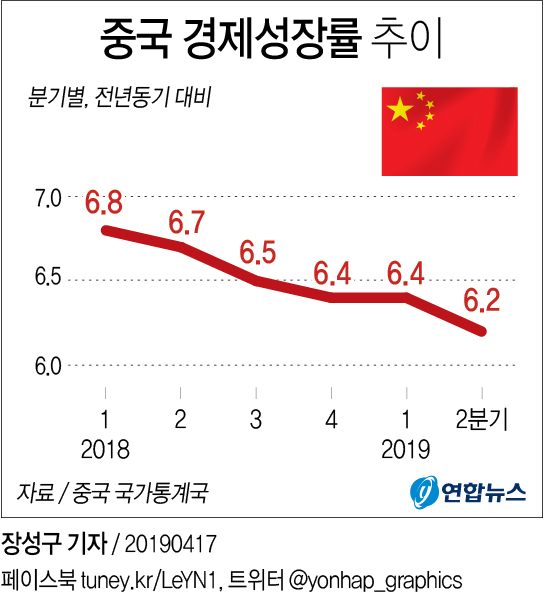 중국 경제성장률 추이
분기별, 전년동기 대비
7.0
6.5
6.0
6.8
6.7
6.5
6.4
6.4
6.2
1 2 3 4 1 2분기
2018 2019
자료 / 중국 국가통계국
연합뉴스
장성구 기자 / 20190417
페이스북 tuney.kr/LeYN1, 트위터 @yonhap_graphics